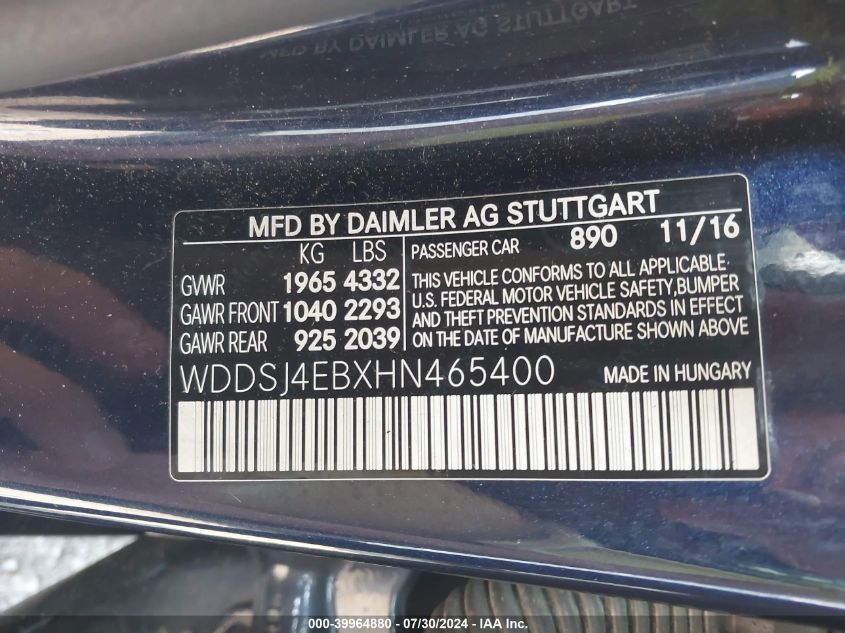 MFD BY DAIMLER AG STUTTGART
KG LBS
GVWR 1965 4332
GAWR FRONT 1040 2293
GAWR REAR 925 2039
PASSENGER CAR 890 11/16
THIS VEHICLE CONFORMS TO ALL APPLICABLE
U.S. FEDERAL MOTOR VEHICLE SAFETY,BUMPER
AND THEFT PREVENTION STANDARDS IN EFFECT
ON THE DATE OF MANUFACTURE SHOWN ABOVE
WDDSJ4EBXHN465400 MADE IN HUNGARY
000-39964880 - 07/30/2024 - IAA Inc.